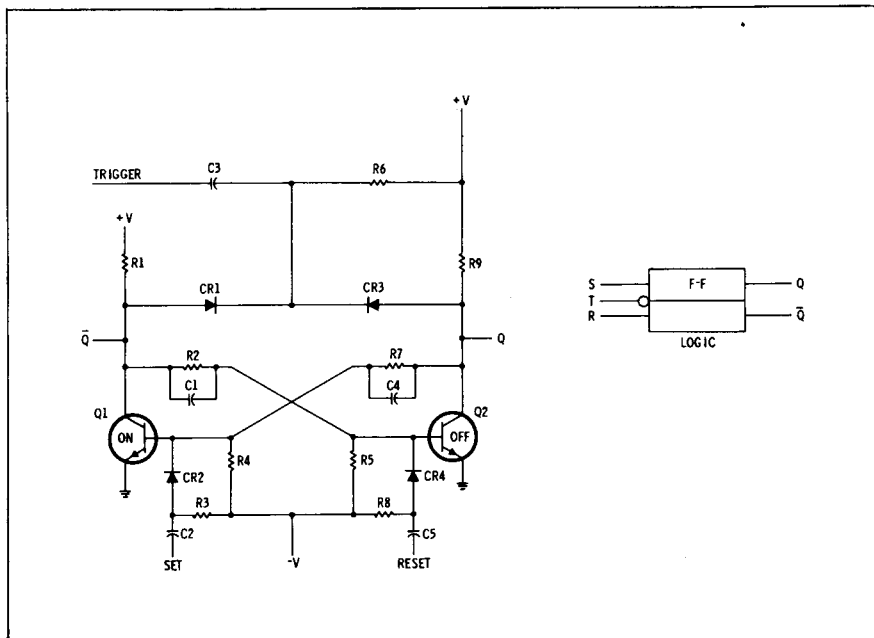 +V
C3
R6
TRIGGER
+V
R1
R9
CR1
CR3
S
F-F
Q
T
R
Q̅
LOGIC
Q̅
Q
R2
R7
C1
C4
Q1
Q2
ON
OFF
R4
R5
CR2
CR4
R3
R8
C2
C5
SET
-V
RESET